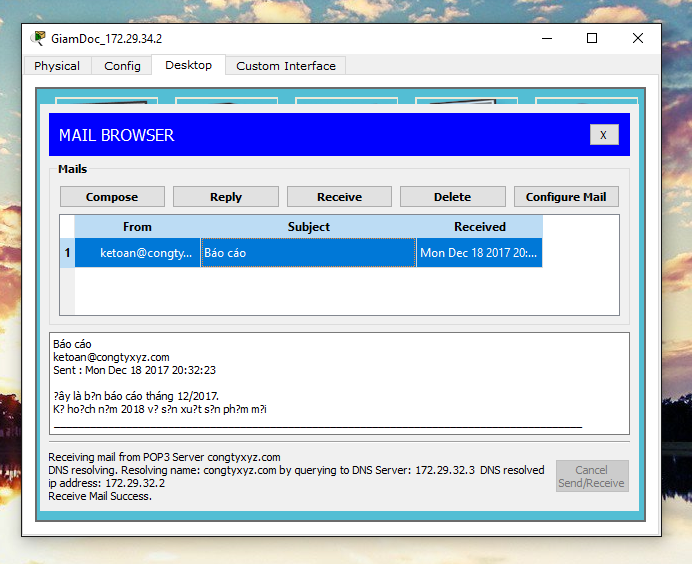 GiamDoc_172.29.34.2
Physical Config Desktop Custom Interface
MAIL BROWSER X
Mails
Compose Reply Receive Delete Configure Mail
From Subject Received
1 ketoan@congty... Báo cáo Mon Dec 18 2017 20:...
Báo cáo
ketoan@congtyxyz.com
Sent : Mon Dec 18 2017 20:32:23
?ây là b?n báo cáo tháng 12/2017.
K? ho?ch n?m 2018 v? s?n xu?t s?n ph?m m?i
Receiving mail from POP3 Server congtyxyz.com
DNS resolving. Resolving name: congtyxyz.com by querying to DNS Server: 172.29.32.3 DNS resolved
ip address: 172.29.32.2
Receive Mail Success.
Cancel
Send/Receive